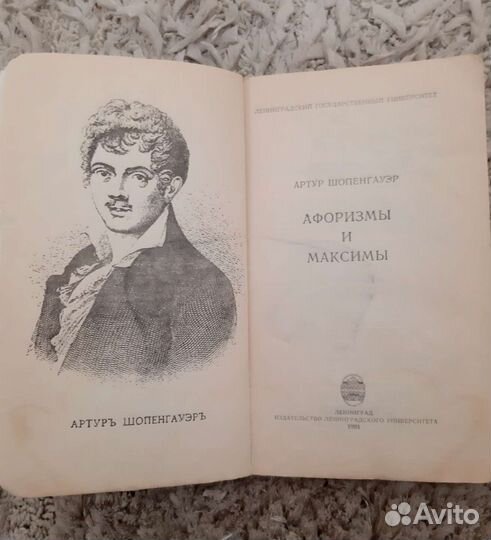 АРТУРЪ ШОПЕНГАУЭРЪ
ЛЕНИНГРАДСКИЙ ГОСУДАРСТВЕННЫЙ УНИВЕРСИТЕТ
АРТУР ШОПЕНГАУЭР
АФОРИЗМЫ
И
МАКСИМЫ
ЛЕНИНГРАД
ИЗДАТЕЛЬСТВО ЛЕНИНГРАДСКОГО УНИВЕРСИТЕТА
1991
Avito